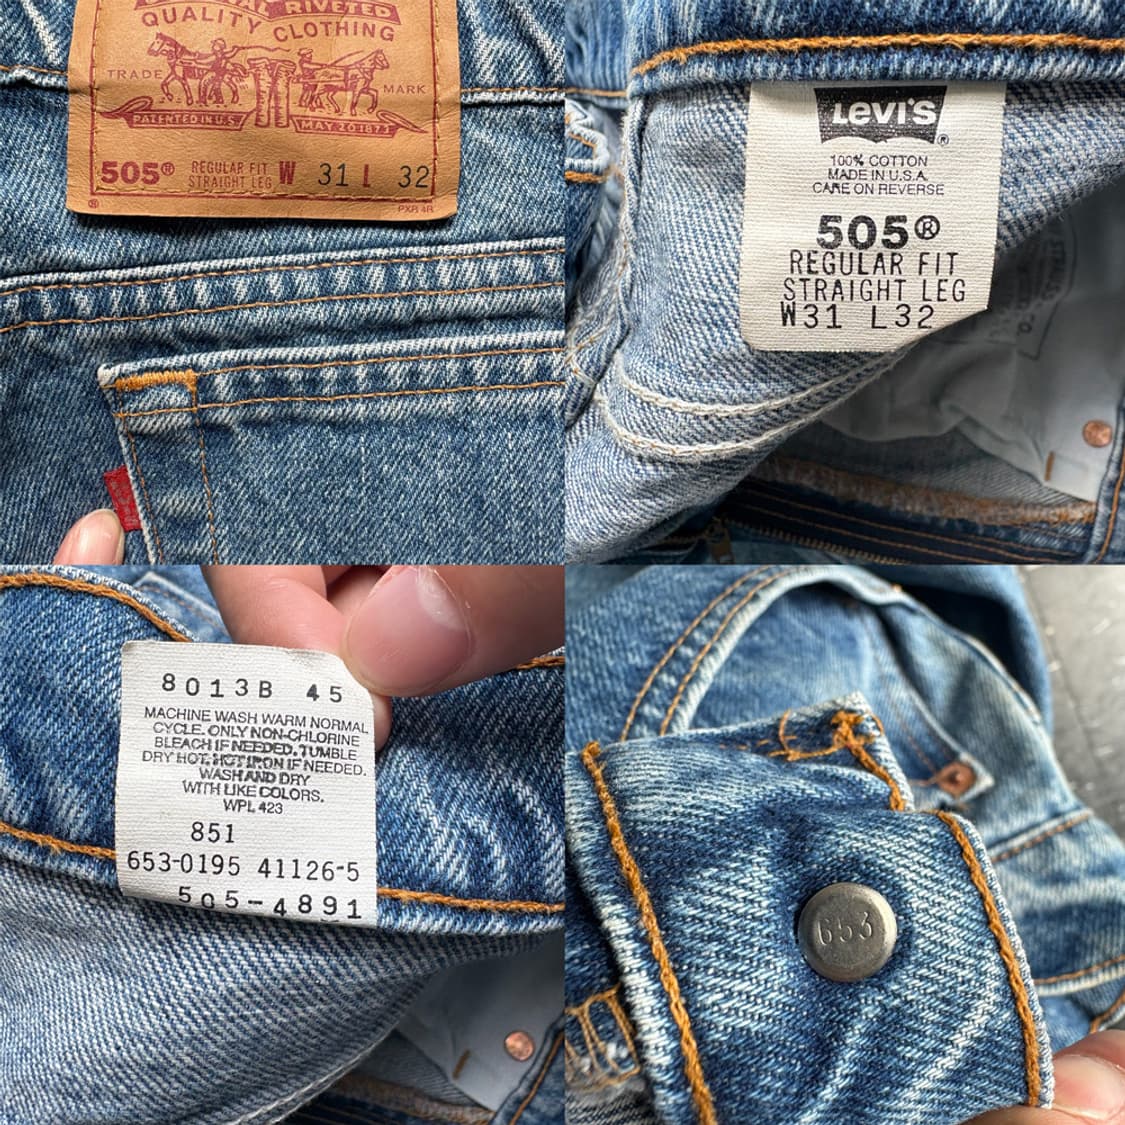 RIVETED
QUALITY CLOTHING
TRADE MARK
PATENTED IN U.S. MAY 20 1873
505® REGULAR FIT W 31 L 32
STRAIGHT LEG
®
LEVI'S
®
100% COTTON
MADE IN U.S.A.
CARE ON REVERSE
505®
REGULAR FIT
STRAIGHT LEG
W31 L32
8013B 45
MACHINE WASH WARM NORMAL
CYCLE. ONLY NON-CHLORINE
BLEACH IF NEEDED. TUMBLE
DRY HOT. HOT IRON IF NEEDED.
WASH AND DRY
WITH LIKE COLORS.
WPL 423
851
653-0195 41126-5
505-4891
653